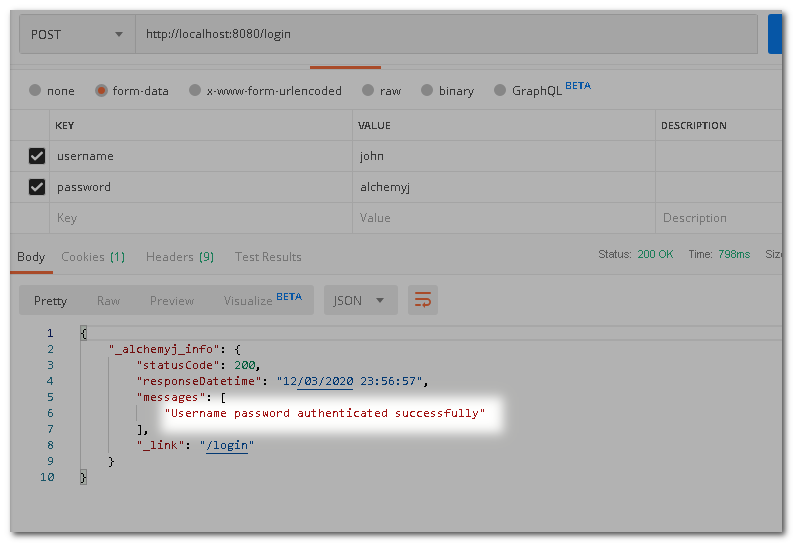 POST http://localhost:8080/login
none form-data x-www-form-urlencoded raw binary GraphQL BETA
KEY VALUE DESCRIPTION
username john
password alchemyj
Key Value Description
Body Cookies (1) Headers (9) Test Results Status: 200 OK Time: 798ms Siz
Pretty Raw Preview Visualize BETA JSON
1 {
2 "_alchemyj_info": {
3 "statusCode": 200,
4 "responseDatetime": "12/03/2020 23:56:57",
5 "messages": [
6 "Username password authenticated successfully"
7 ],
8 "_link": "/login"
9 }
10 }